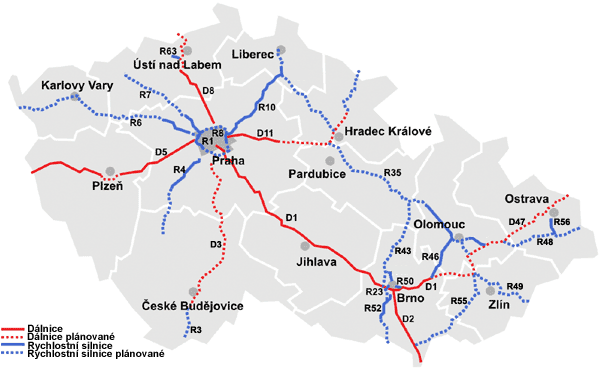 R63
Ústí nad Labem
Liberec
Karlovy Vary
R7
D8
R10
R6
R8
D11
Hradec Králové
R1
Praha
D5
R4
Plzeň
Pardubice
R35
D3
D1
Ostrava
D47
R56
Olomouc
R48
R43
R46
Jihlava
R50
D1
R23
Brno
R55
R49
Zlín
České Budějovice
R52
D2
R3
Dálnice
Dálnice plánované
Rychlostní silnice
Rychlostní silnice plánované